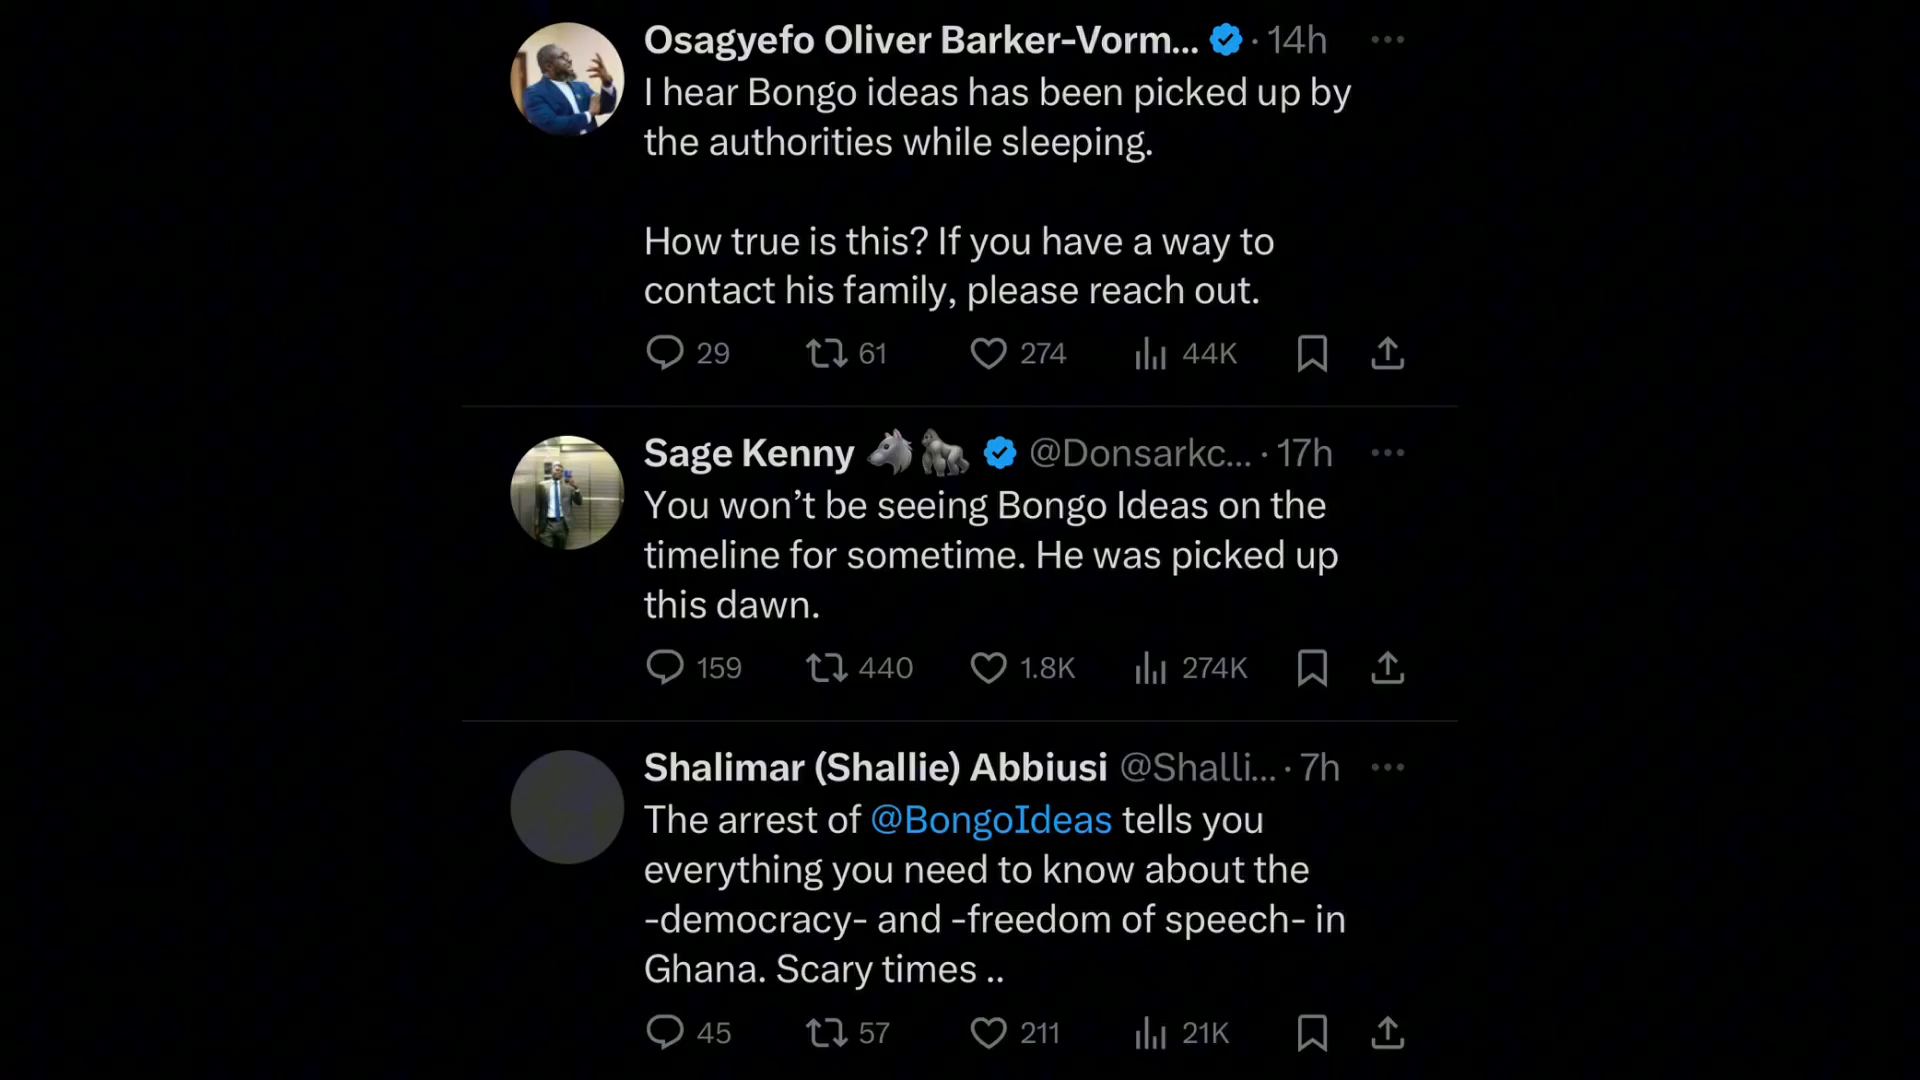 Osagyefo Oliver Barker-Vorm... · 14h
I hear Bongo ideas has been picked up by
the authorities while sleeping.
How true is this? If you have a way to
contact his family, please reach out.
29 61 274 44K
Sage Kenny 🐺🦍 @Donsarkc... · 17h
You won’t be seeing Bongo Ideas on the
timeline for sometime. He was picked up
this dawn.
159 440 1.8K 274K
Shalimar (Shallie) Abbiusi @Shalli... · 7h
The arrest of @BongoIdeas tells you
everything you need to know about the
-democracy- and -freedom of speech- in
Ghana. Scary times ..
45 57 211 21K